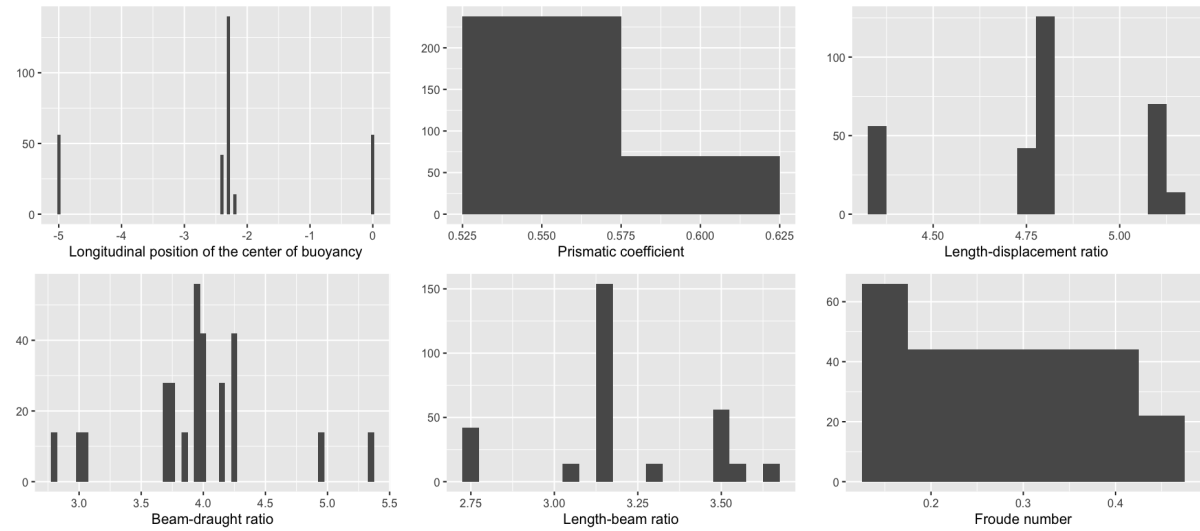 100
50
0
-5 -4 -3 -2 -1 0
Longitudinal position of the center of buoyancy
200
150
100
50
0
0.525 0.550 0.575 0.600 0.625
Prismatic coefficient
100
50
0
4.50 4.75 5.00
Length-displacement ratio
40
20
0
3.0 3.5 4.0 4.5 5.0 5.5
Beam-draught ratio
150
100
50
0
2.75 3.00 3.25 3.50
Length-beam ratio
60
40
20
0
0.2 0.3 0.4
Froude number